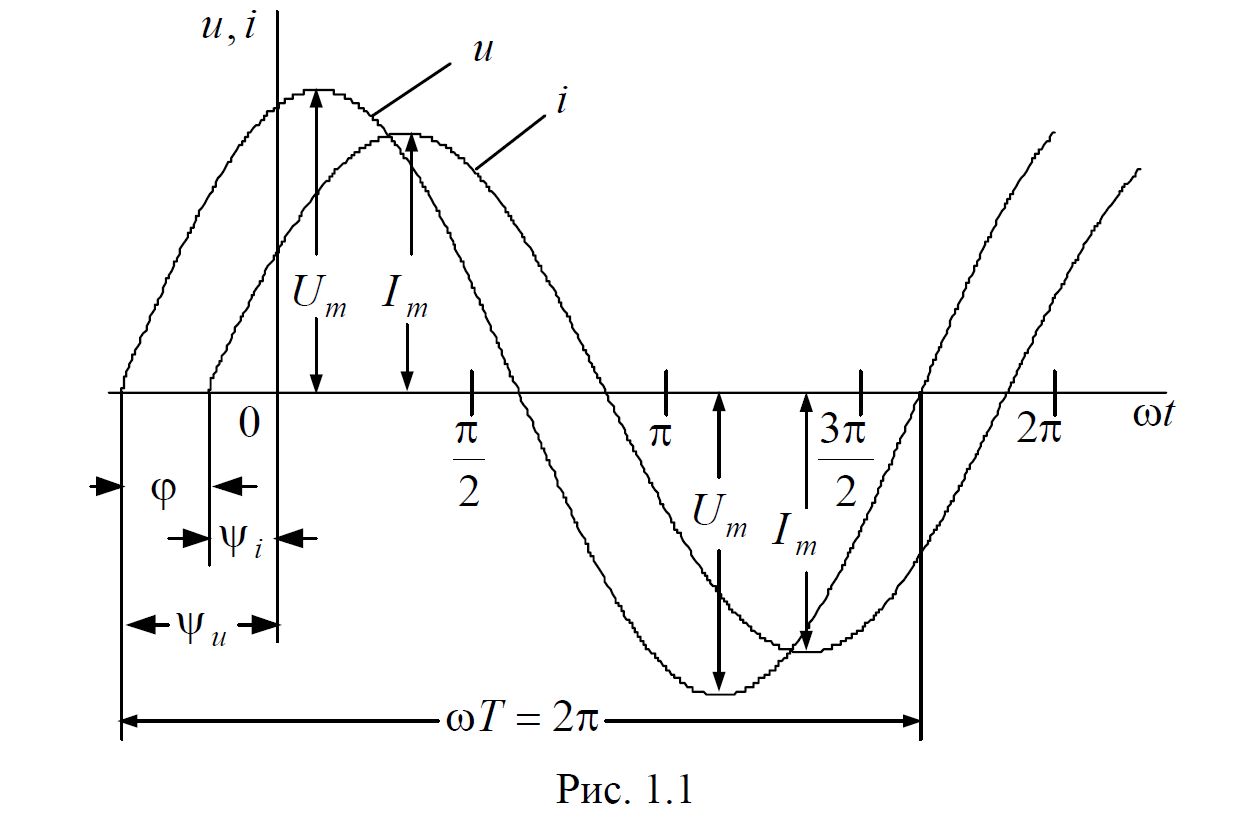 u, i
u
i
U_m
I_m
0
π/2
π
3π/2
2π
ωt
φ
ψ_i
ψ_u
U_m
I_m
ωT = 2π
Рис. 1.1